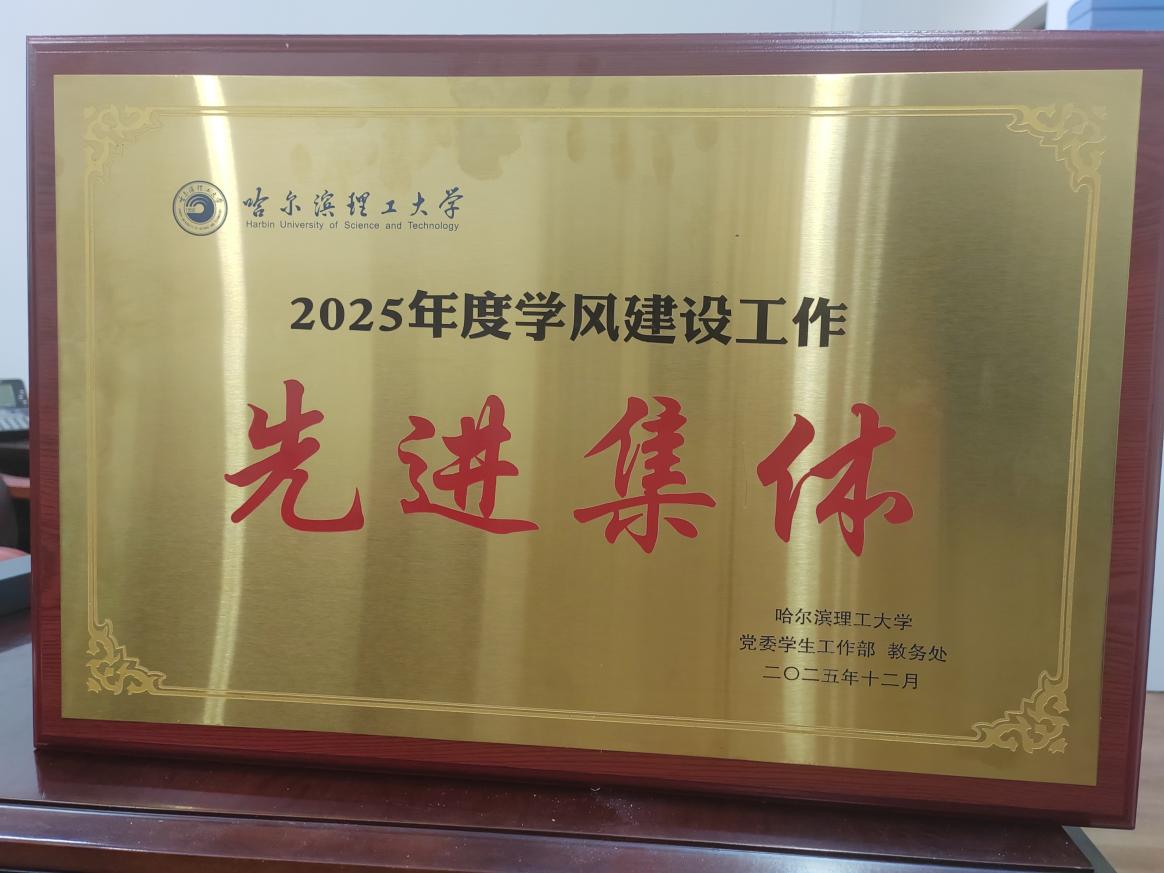 哈尔滨理工大学
Harbin University of Science and Technology
2025年度学风建设工作
先进集体
哈尔滨理工大学
党委学生工作部 教务处
二〇二五年十二月